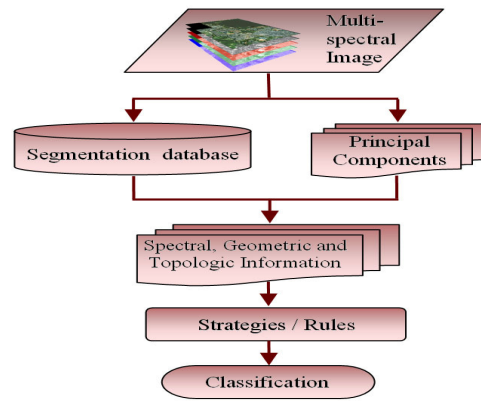 Multi-
spectral
Image
Segmentation database
Principal
Components
Spectral, Geometric and
Topologic Information
Strategies / Rules
Classification